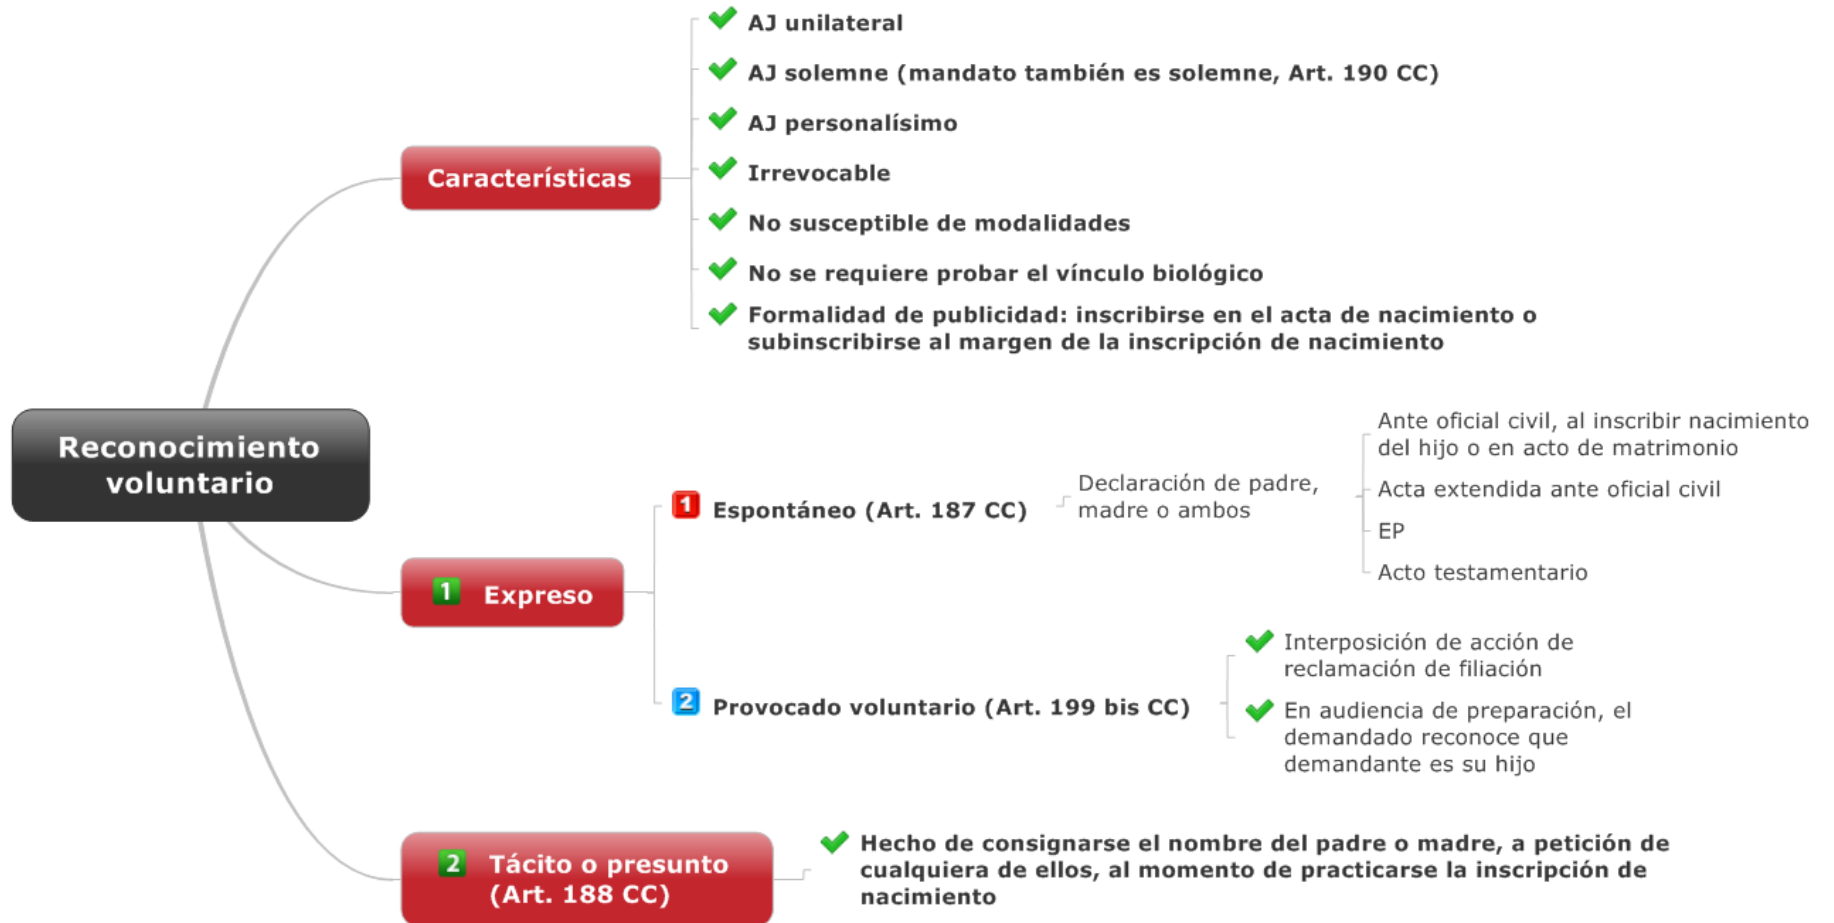 Reconocimiento
voluntario
Características
AJ unilateral
AJ solemne (mandato también es solemne, Art. 190 CC)
AJ personalísimo
Irrevocable
No susceptible de modalidades
No se requiere probar el vínculo biológico
Formalidad de publicidad: inscribirse en el acta de nacimiento o
subinscribirse al margen de la inscripción de nacimiento
1 Expreso
1 Espontáneo (Art. 187 CC)
Declaración de padre,
madre o ambos
Ante oficial civil, al inscribir nacimiento
del hijo o en acto de matrimonio
Acta extendida ante oficial civil
EP
Acto testamentario
2 Provocado voluntario (Art. 199 bis CC)
Interposición de acción de
reclamación de filiación
En audiencia de preparación, el
demandado reconoce que
demandante es su hijo
2 Tácito o presunto
(Art. 188 CC)
Hecho de consignarse el nombre del padre o madre, a petición de
cualquiera de ellos, al momento de practicarse la inscripción de
nacimiento